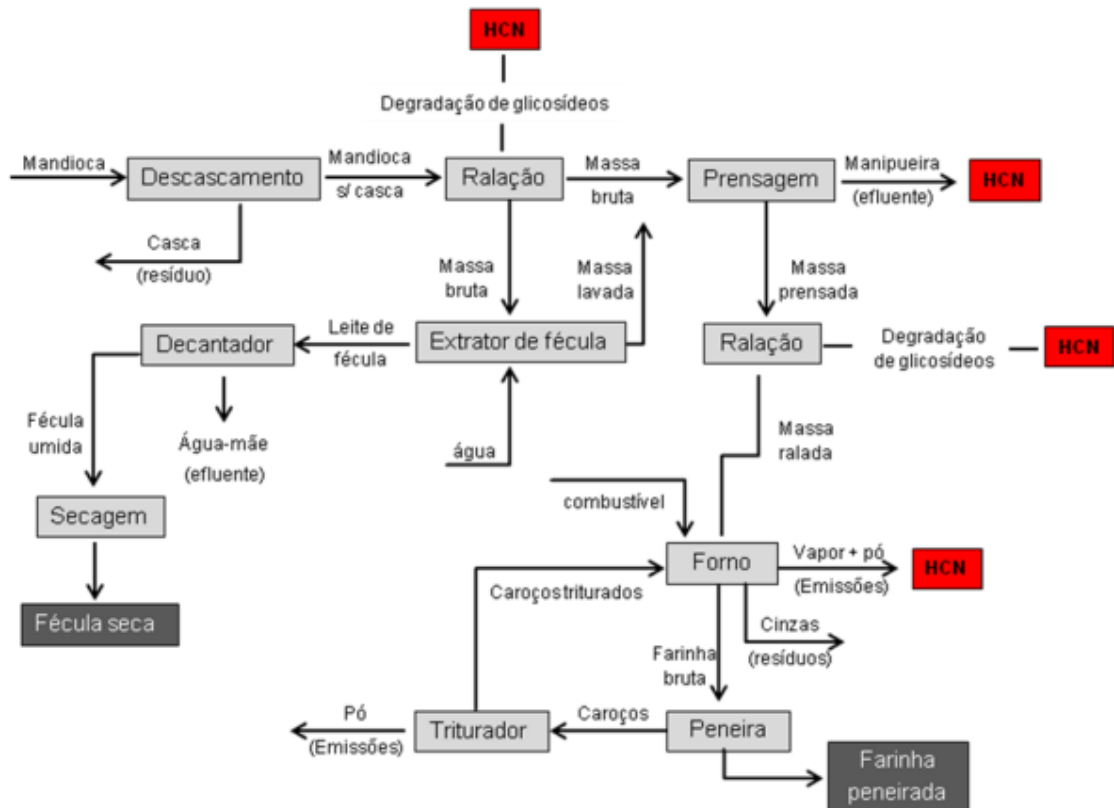 HCN
Degradação de glicosídeos
Mandioca
Descascamento
Mandioca
s/ casca
Ralação
Massa
bruta
Prensagem
Manipueira
(efluente)
HCN
Casca
(resíduo)
Massa
bruta
Massa
lavada
Massa
prensada
Decantador
Leite de
fécula
Extrator de fécula
Ralação
Degradação
de glicosídeos
HCN
Fécula
umida
Água-mãe
(efluente)
água
Massa
ralada
combustível
Secagem
Forno
Vapor + pó
(Emissões)
HCN
Caroços triturados
Fécula seca
Cinzas
(resíduos)
Farinha
bruta
Pó
(Emissões)
Triturador
Caroços
Peneira
Farinha
peneirada